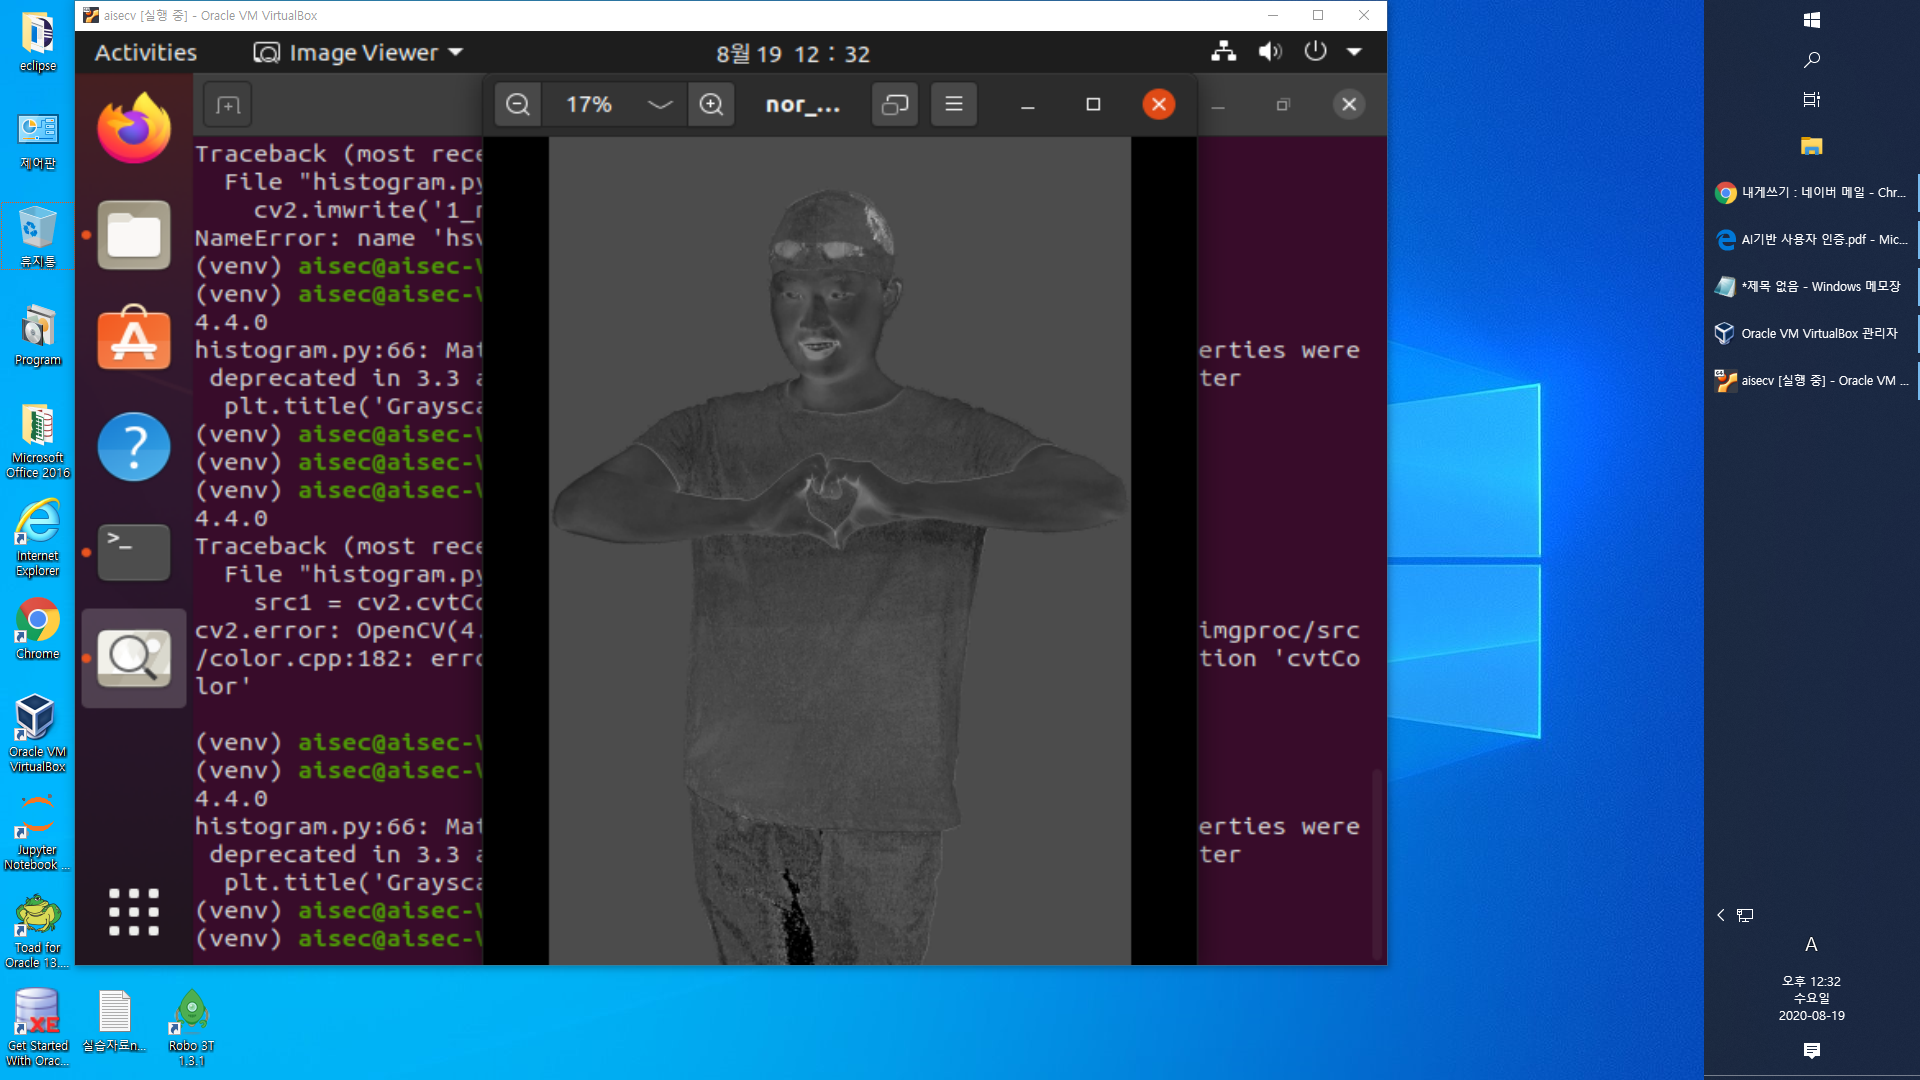 aisecv [실행 중] - Oracle VM VirtualBox
Activities
Image Viewer
8월 19 12 : 32
17%
nor_...
Traceback (most rece
File "histogram.py
cv2.imwrite('1_
NameError: name 'hsv
(venv) aisec@aisec-
(venv) aisec@aisec-
4.4.0
histogram.py:66: Mat
erties were
deprecated in 3.3 a
ter
plt.title('Graysca
(venv) aisec@aisec-
(venv) aisec@aisec-
(venv) aisec@aisec-
4.4.0
Traceback (most rece
File "histogram.py
src1 = cv2.cvtCo
cv2.error: OpenCV(4.
imgproc/src
/color.cpp:182: erro
tion 'cvtCo
lor'
(venv) aisec@aisec-
(venv) aisec@aisec-
4.4.0
histogram.py:66: Mat
erties were
deprecated in 3.3 a
ter
plt.title('Graysca
(venv) aisec@aisec-
(venv) aisec@aisec-
eclipse
제어판
휴지통
Program
Microsoft
Office 2016
Internet
Explorer
Chrome
Oracle VM
VirtualBox
Jupyter
Notebook ...
Toad for
Oracle 13....
Get Started
With Orac...
실습자료n...
Robo 3T
1.3.1
내게쓰기 : 네이버 메일 - Chr...
AI기반 사용자 인증.pdf - Mic...
*제목 없음 - Windows 메모장
Oracle VM VirtualBox 관리자
aisecv [실행 중] - Oracle VM ...
A
오후 12:32
수요일
2020-08-19